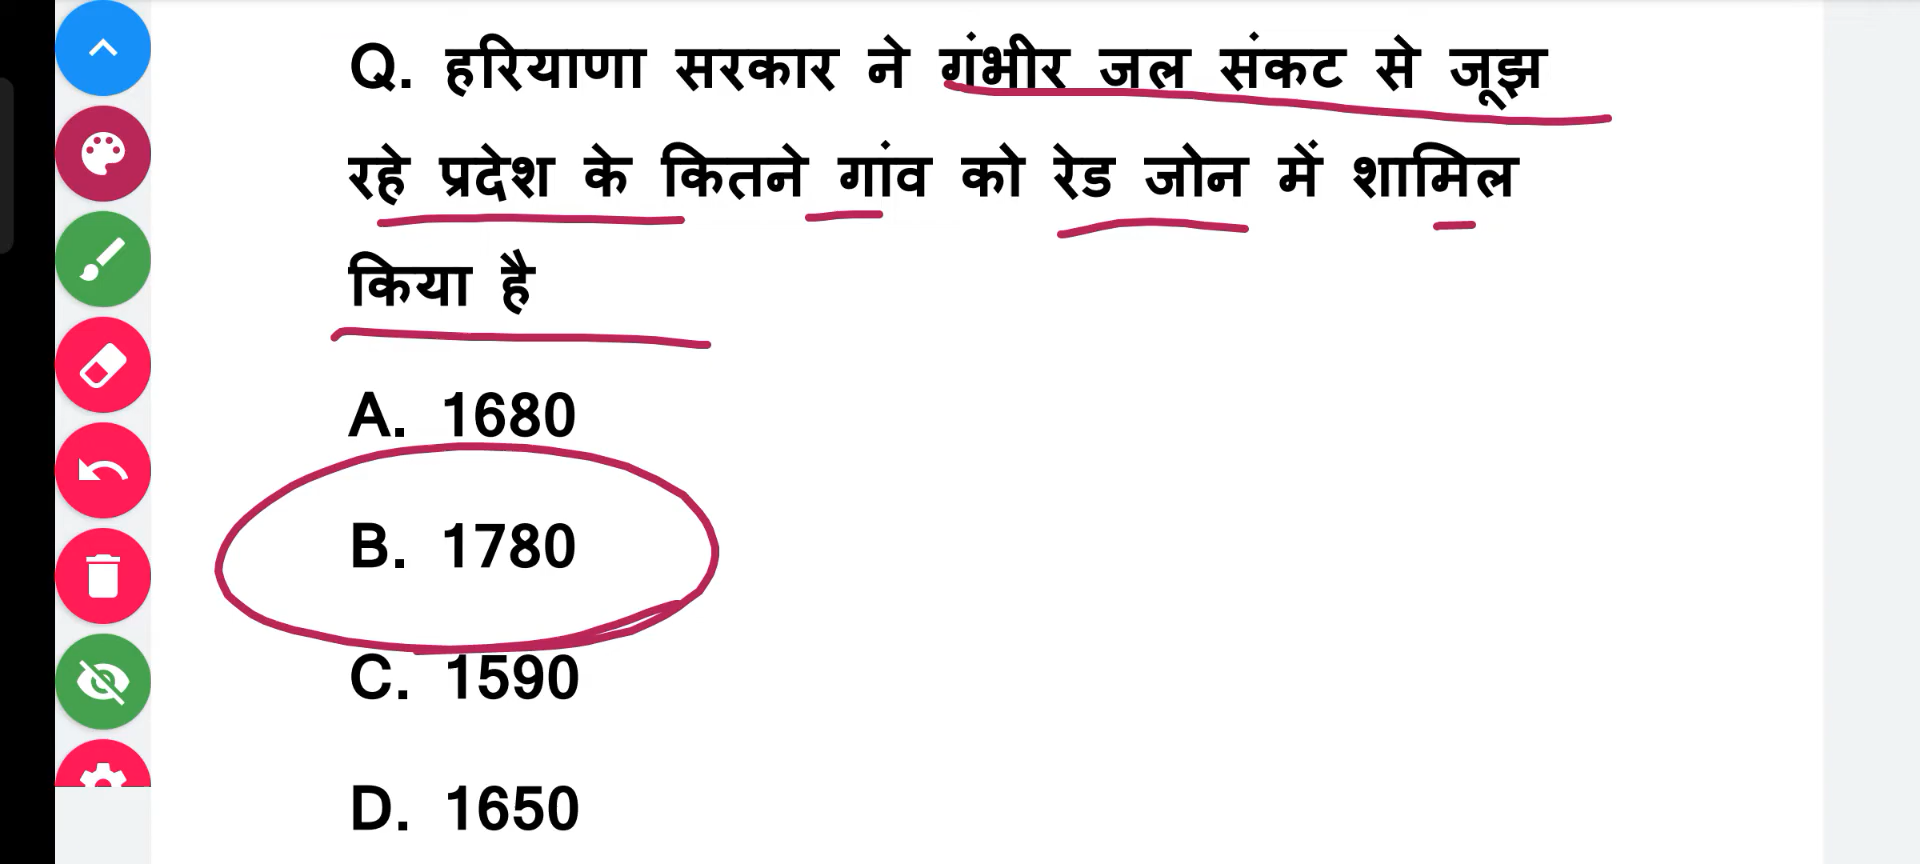 Q. हरियाणा सरकार ने गंभीर जल संकट से जूझ
रहे प्रदेश के कितने गांव को रेड जोन में शामिल
किया है
A. 1680
B. 1780
C. 1590
D. 1650